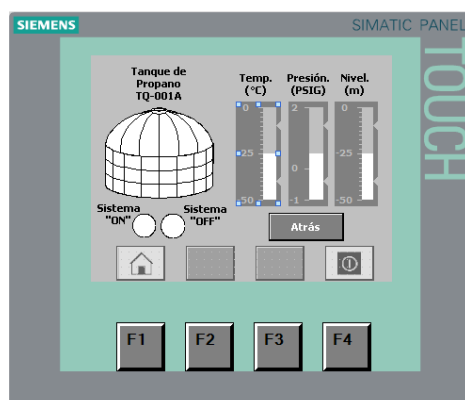 SIEMENS
SIMATIC PANEL
TOUCH
Tanque de
Propano
TQ-001A
Temp.
(°C)
Presión.
(PSIG)
Nivel.
(m)
0
-25
-50
2
0
-1
0
-25
-50
Sistema
"ON"
Sistema
"OFF"
Atrás
F1
F2
F3
F4